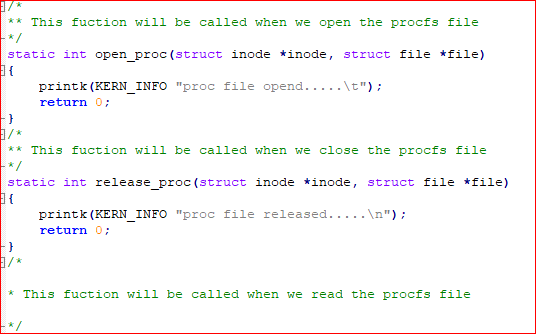 /*
** This fuction will be called when we open the procfs file
*/
static int open_proc(struct inode *inode, struct file *file)
{
    printk(KERN_INFO "proc file opend.....\t");
    return 0;
}
/*
** This fuction will be called when we close the procfs file
*/
static int release_proc(struct inode *inode, struct file *file)
{
    printk(KERN_INFO "proc file released.....\n");
    return 0;
}
/*
* This fuction will be called when we read the procfs file
*/